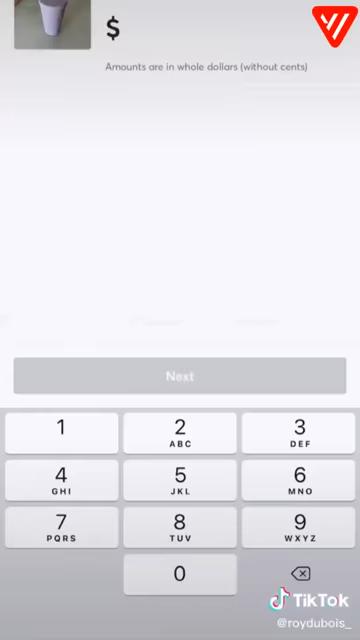 $
Amounts are in whole dollars (without cents)
Next
1
2
ABC
3
DEF
4
GHI
5
JKL
6
MNO
7
PQRS
8
TUV
9
WXYZ
0
TikTok
@roydubois_